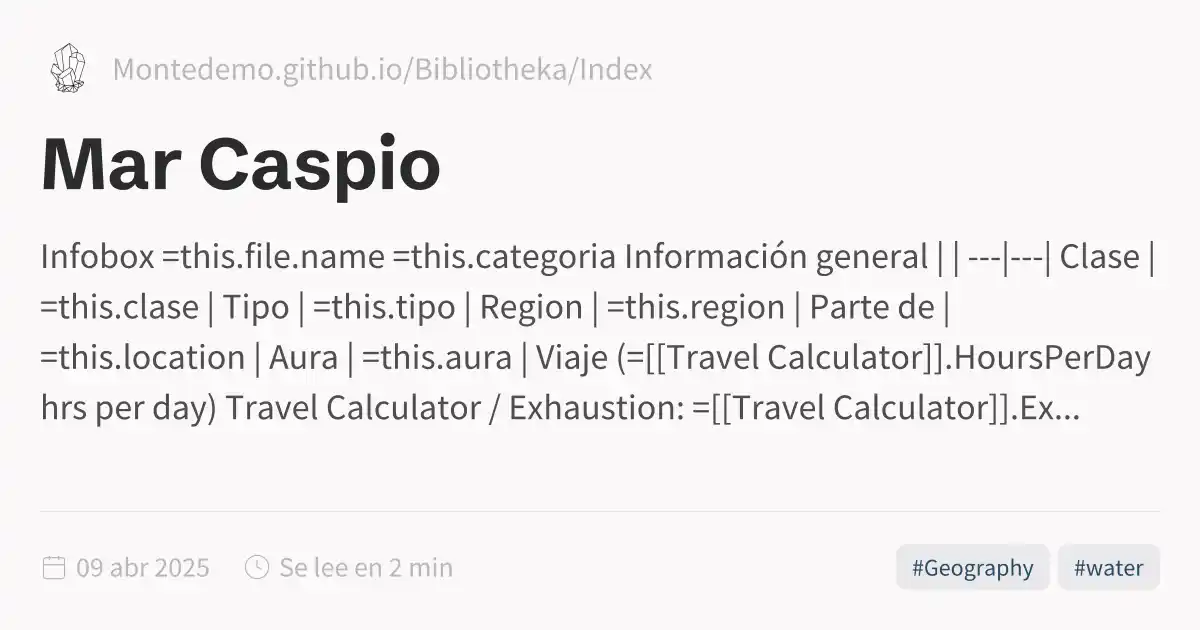 Montedemo.github.io/Bibliotheka/Index
Mar Caspio
Infobox =this.file.name =this.categoria Información general | | ---|---| Clase |
=this.clase | Tipo | =this.tipo | Region | =this.region | Parte de |
=this.location | Aura | =this.aura | Viaje (=[[Travel Calculator]].HoursPerDay
hrs per day) Travel Calculator / Exhaustion: =[[Travel Calculator]].Ex...
09 abr 2025 Se lee en 2 min #Geography #water